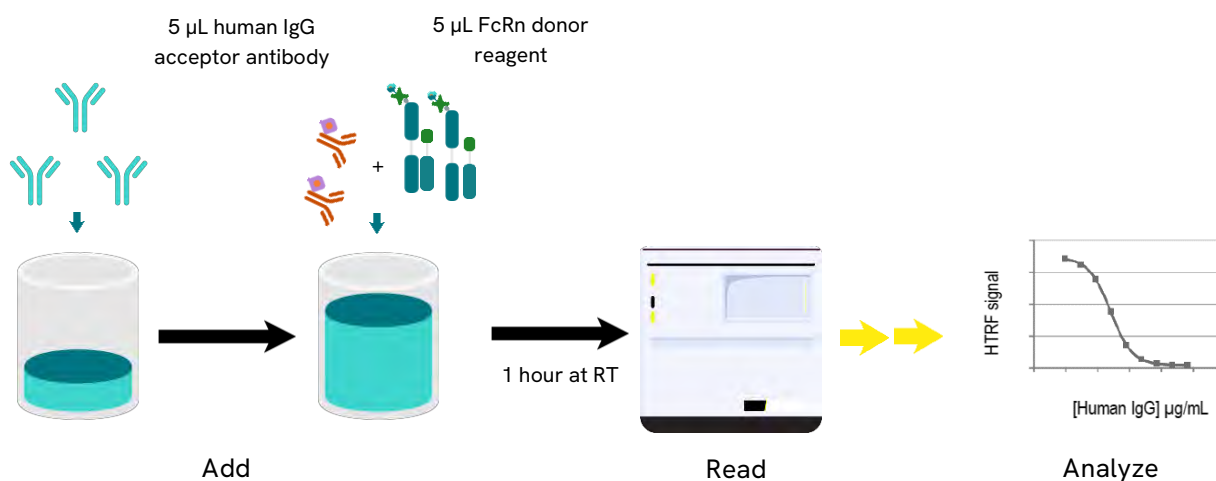 5 µL human IgG
acceptor antibody
5 µL FcRn donor
reagent
+
1 hour at RT
HTRF signal
[Human IgG] µg/mL
Add
Read
Analyze